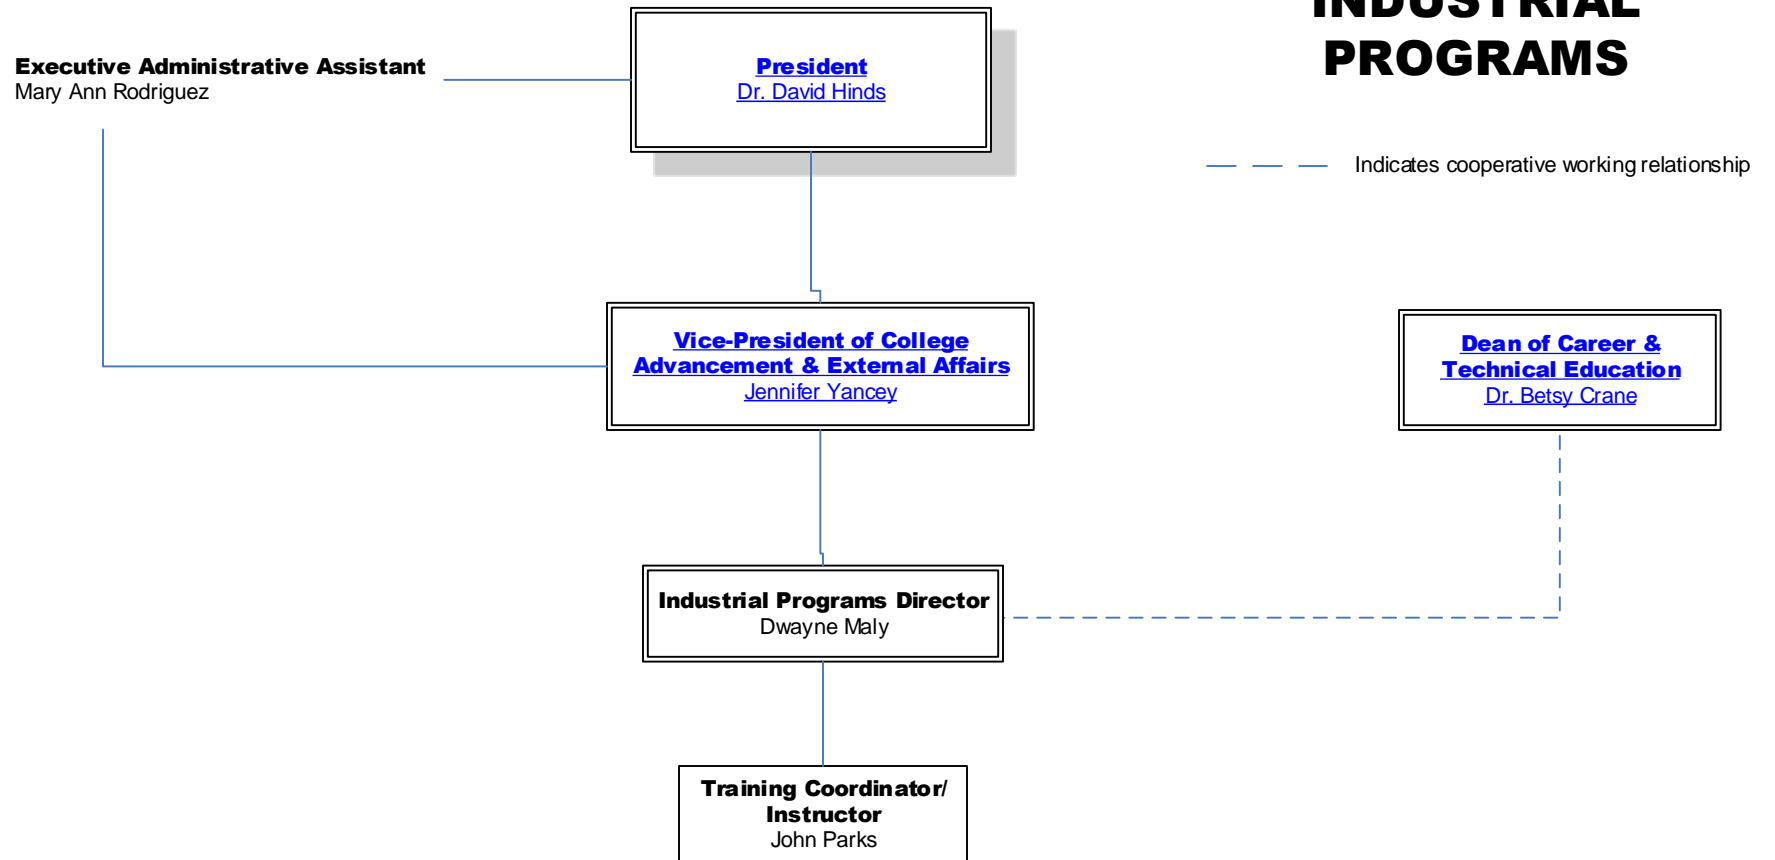 INDUSTRIAL
PROGRAMS
Executive Administrative Assistant
Mary Ann Rodriguez
President
Dr. David Hinds
Indicates cooperative working relationship
Vice-President of College
Advancement & External Affairs
Jennifer Yancey
Dean of Career &
Technical Education
Dr. Betsy Crane
Industrial Programs Director
Dwayne Maly
Training Coordinator/
Instructor
John Parks